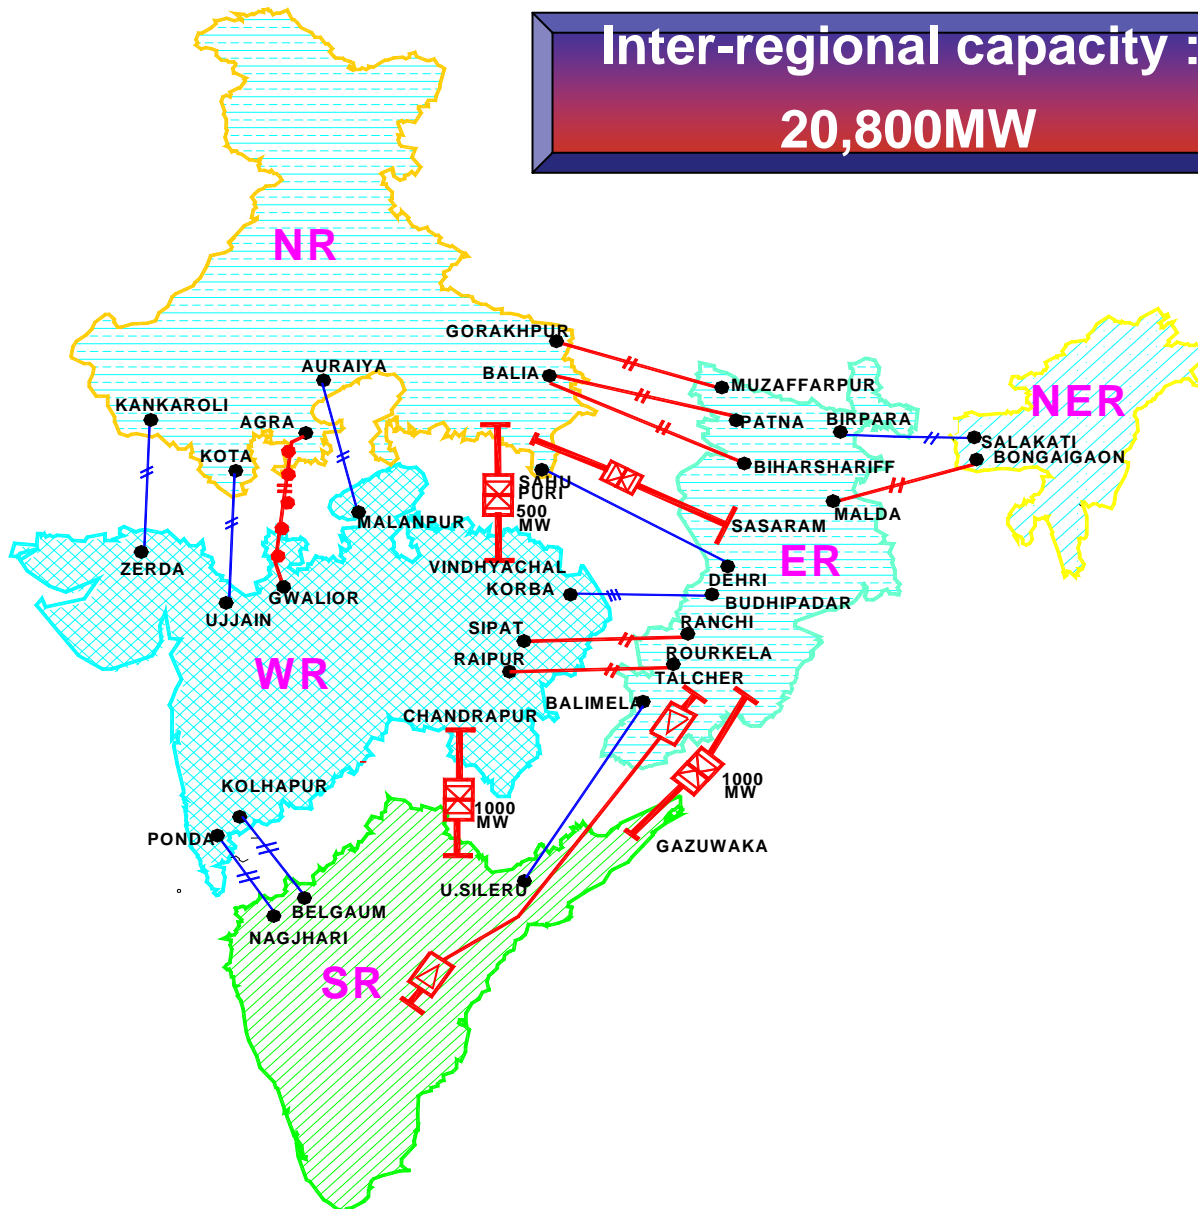 Inter-regional capacity :
20,800MW
NR
GORAKHPUR
AURAIYA
BALIA
MUZAFFARPUR
KANKAROLI
AGRA
PATNA
BIRPARA
NER
KOTA
SALAKATI
BONGAIGAON
BIHARSHARIFF
SAHU
PURI
500
MW
MALANPUR
SASARAM
MALDA
ZERDA
VINDHYACHAL
ER
DEHRI
GWALIOR
KORBA
BUDHIPADAR
UJJAIN
SIPAT
RANCHI
WR
RAIPUR
ROURKELA
TALCHER
BALIMELA
CHANDRAPUR
1000
MW
KOLHAPUR
1000
MW
PONDA
GAZUWAKA
U.SILERU
BELGAUM
NAGJHARI
SR